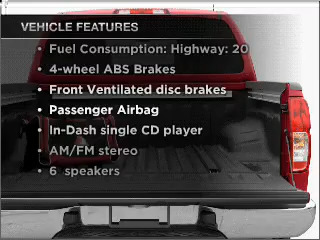 VEHICLE FEATURES
• Fuel Consumption: Highway: 20
• 4-wheel ABS Brakes
• Front Ventilated disc brakes
• Passenger Airbag
• In-Dash single CD player
• AM/FM stereo
• 6 speakers